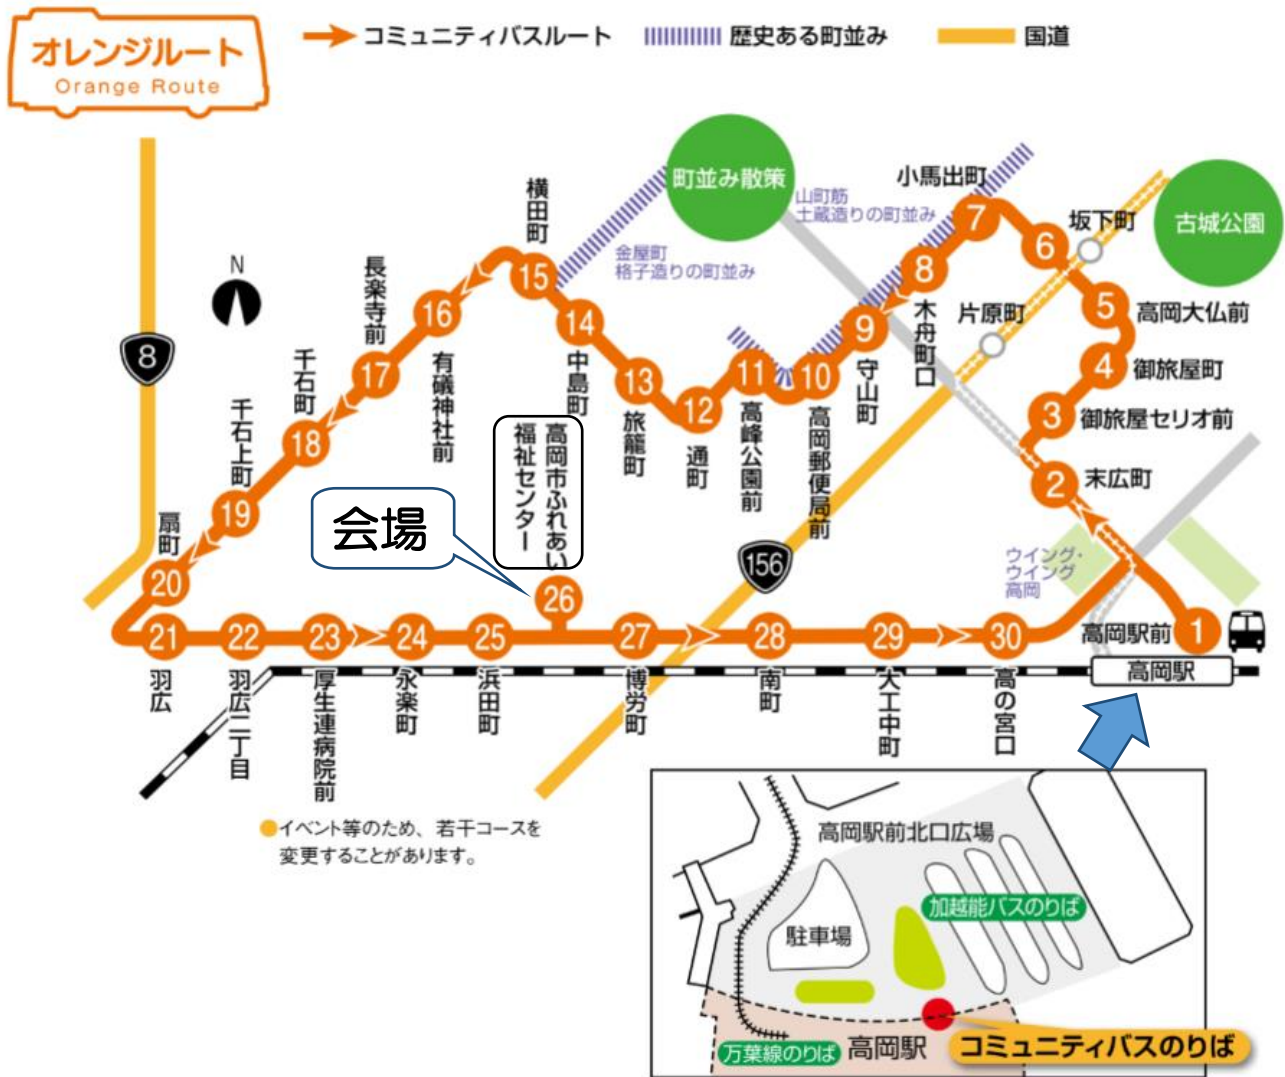 オレンジルート
Orange Route
コミュニティバスルート
歴史ある町並み
国道
町並み散策
山町筋
土蔵造りの町並み
金屋町
格子造りの町並み
古城公園
坂下町
片原町
N
8
156
1
高岡駅前
2
末広町
3
御旅屋セリオ前
4
御旅屋町
5
高岡大仏前
6
7
小馬出町
8
木舟町口
9
守山町
10
高岡郵便局前
11
高峰公園前
12
通町
13
旅籠町
14
中島町
15
横田町
16
有礒神社前
17
長楽寺前
18
千石町
19
千石上町
20
扇町
21
羽広
22
羽広二丁目
23
厚生連病院前
24
永楽町
25
浜田町
26
高岡市ふれあい
福祉センター
会場
27
博労町
28
南町
29
大工中町
30
高の宮口
ウイング・
ウイング
高岡
高岡駅
●イベント等のため、若干コースを
変更することがあります。
高岡駅前北口広場
加越能バスのりば
駐車場
万葉線のりば
高岡駅
コミュニティバスのりば